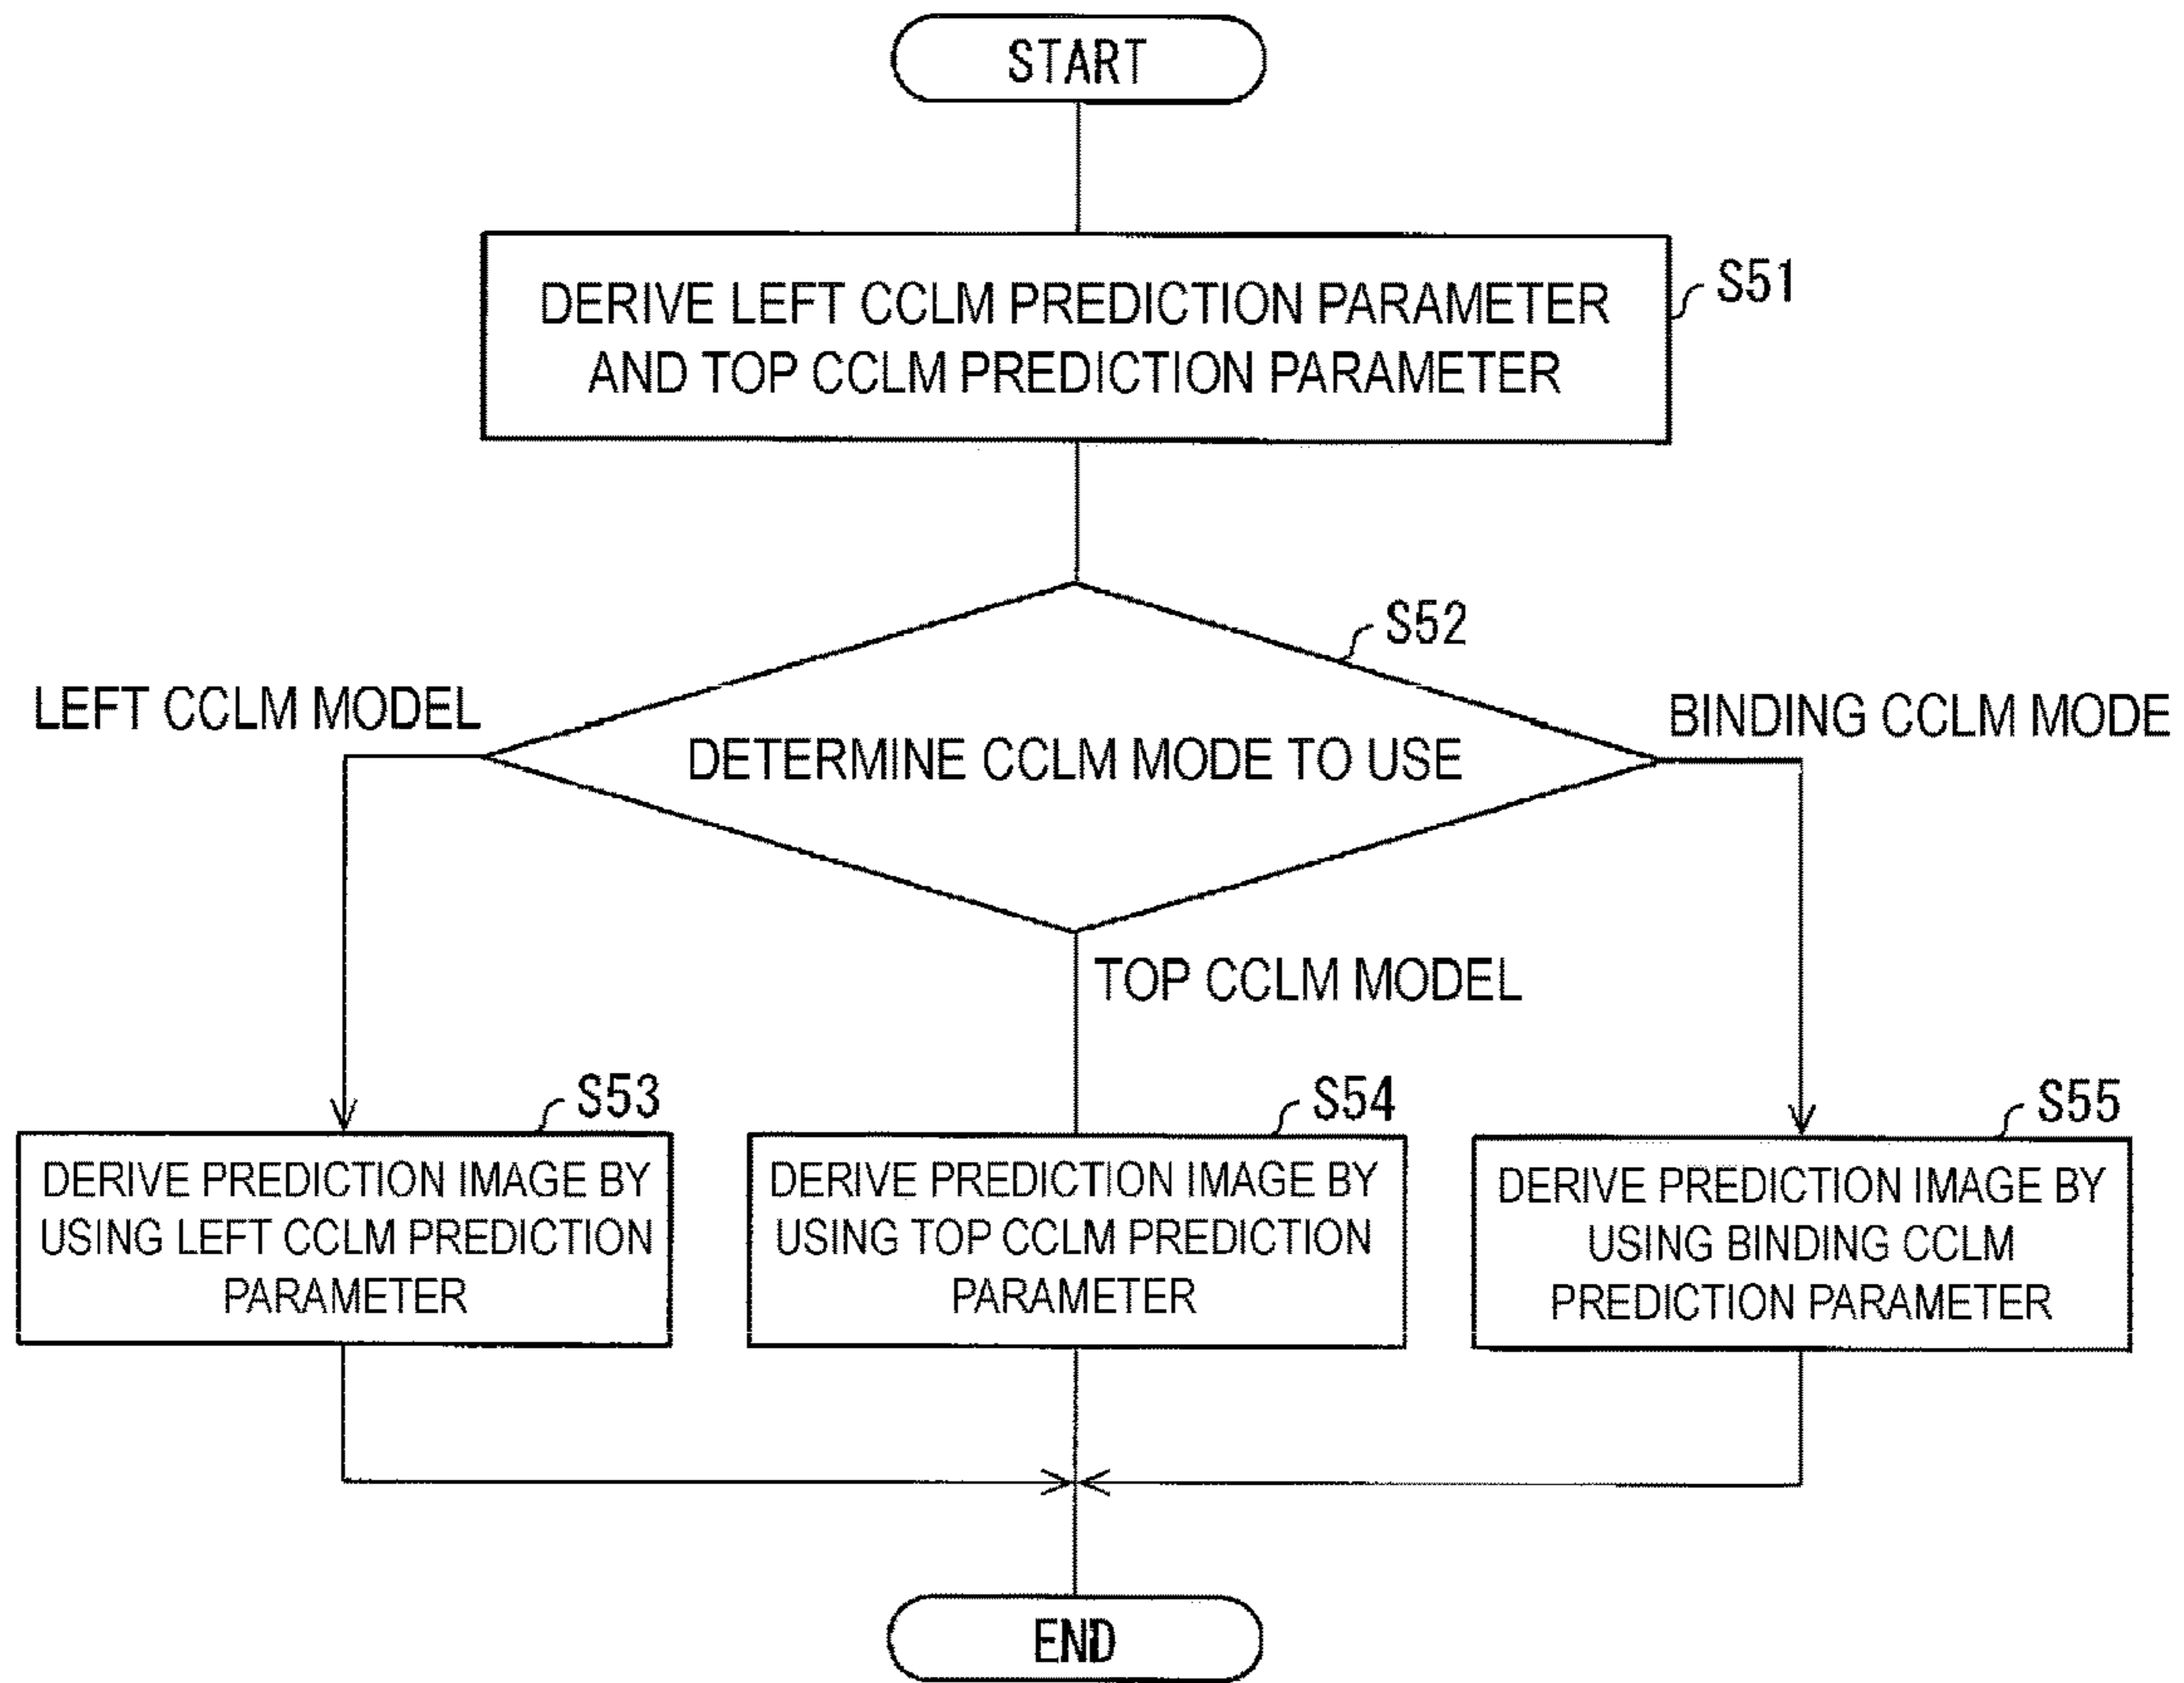 START
DERIVE LEFT CCLM PREDICTION PARAMETER
AND TOP CCLM PREDICTION PARAMETER
S51
S52
LEFT CCLM MODEL
DETERMINE CCLM MODE TO USE
BINDING CCLM MODE
TOP CCLM MODEL
S53
DERIVE PREDICTION IMAGE BY
USING LEFT CCLM PREDICTION
PARAMETER
S54
DERIVE PREDICTION IMAGE BY
USING TOP CCLM PREDICTION
PARAMETER
S55
DERIVE PREDICTION IMAGE BY
USING BINDING CCLM
PREDICTION PARAMETER
END